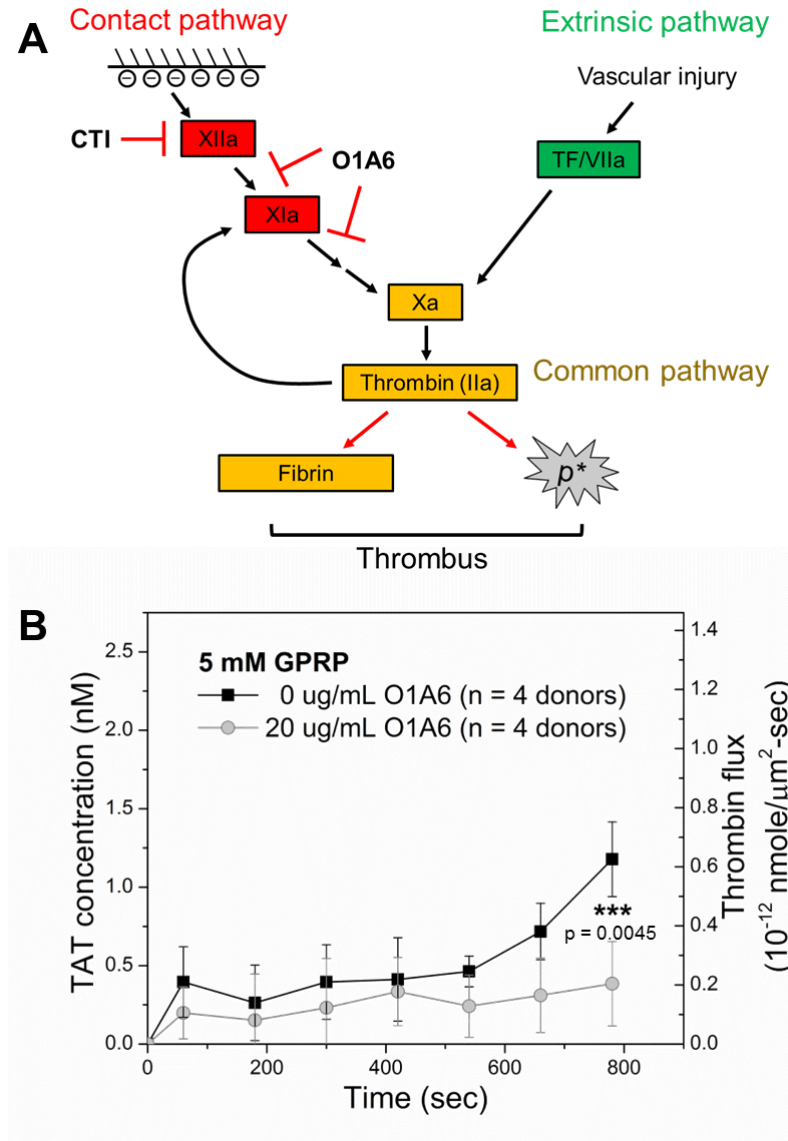 A
Contact pathway
Extrinsic pathway
Vascular injury
CTI
XIIa
O1A6
TF/VIIa
XIa
Xa
Thrombin (IIa)
Common pathway
Fibrin
p*
Thrombus
B
5 mM GPRP
0 ug/mL O1A6 (n = 4 donors)
20 ug/mL O1A6 (n = 4 donors)
TAT concentration (nM)
2.5
2.0
1.5
1.0
0.5
0.0
***
p = 0.0045
1.4
1.2
1.0
0.8
0.6
0.4
0.2
0.0
Thrombin flux
(10⁻¹² nmole/μm²-sec)
0
200
400
600
800
Time (sec)